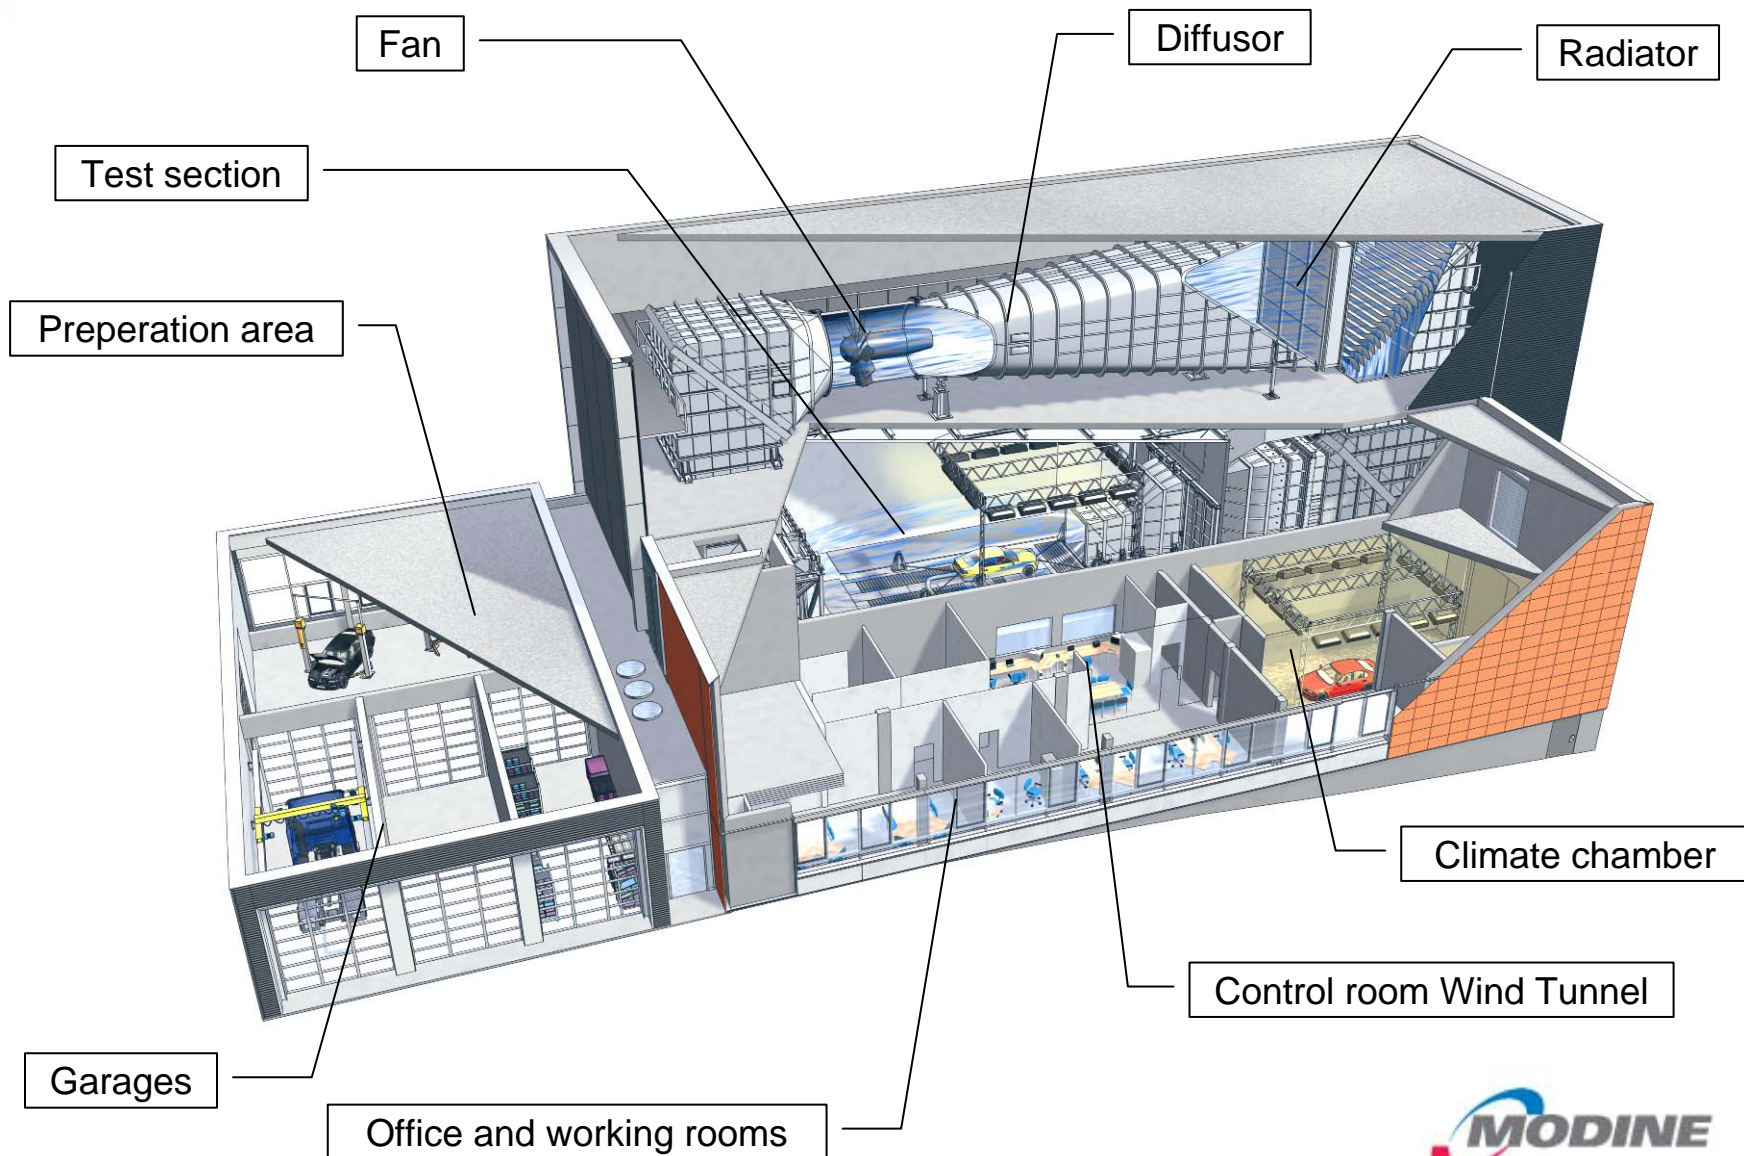 Fan
Diffusor
Radiator
Test section
Preperation area
Climate chamber
Control room Wind Tunnel
Garages
Office and working rooms
MODINE